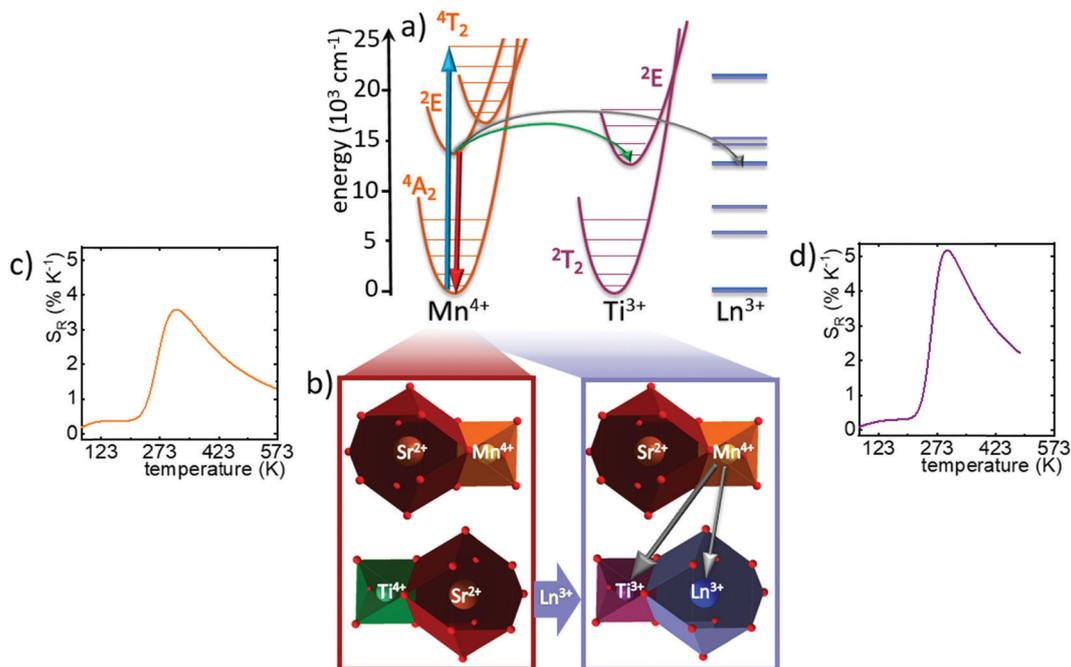 a)
energy (10³ cm⁻¹)
25
20
15
10
5
0
⁴T₂
²E
⁴A₂
²E
²T₂
Mn⁴⁺ Ti³⁺ Ln³⁺
c)
S_R (% K⁻¹)
5
4
3
2
1
0
123 273 423 573
temperature (K)
d)
S_R (% K⁻¹)
5
4
3
2
1
0
123 273 423 573
temperature (K)
b)
Sr²⁺ Mn⁴⁺
Ti⁴⁺ Sr²⁺
Ln³⁺
Sr²⁺ Mn⁴⁺
Ti³⁺ Ln³⁺